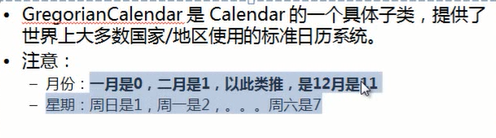 • GregorianCalendar 是 Calendar 的一个具体子类，提供了
世界上大多数国家/地区使用的标准日历系统。
• 注意：
– 月份：一月是0，二月是1，以此类推，是12月是11
– 星期：周日是1，周一是2，。。。周六是7